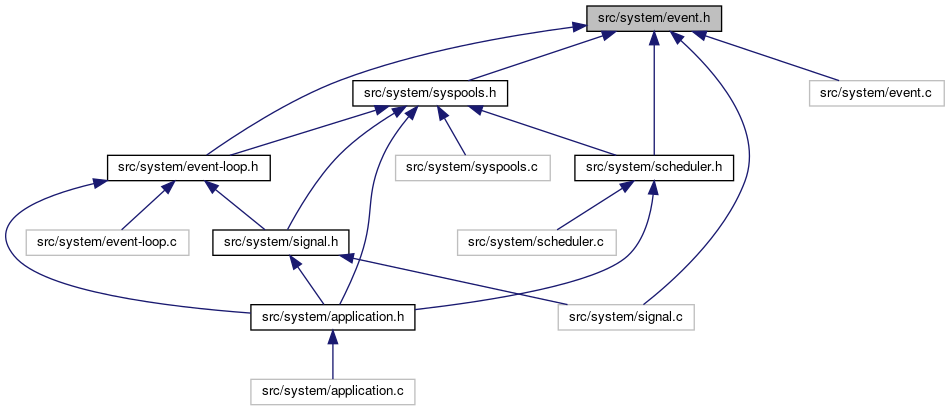 src/system/event.h
src/system/syspools.h
src/system/event.c
src/system/event-loop.h
src/system/syspools.c
src/system/scheduler.h
src/system/event-loop.c
src/system/signal.h
src/system/scheduler.c
src/system/application.h
src/system/signal.c
src/system/application.c